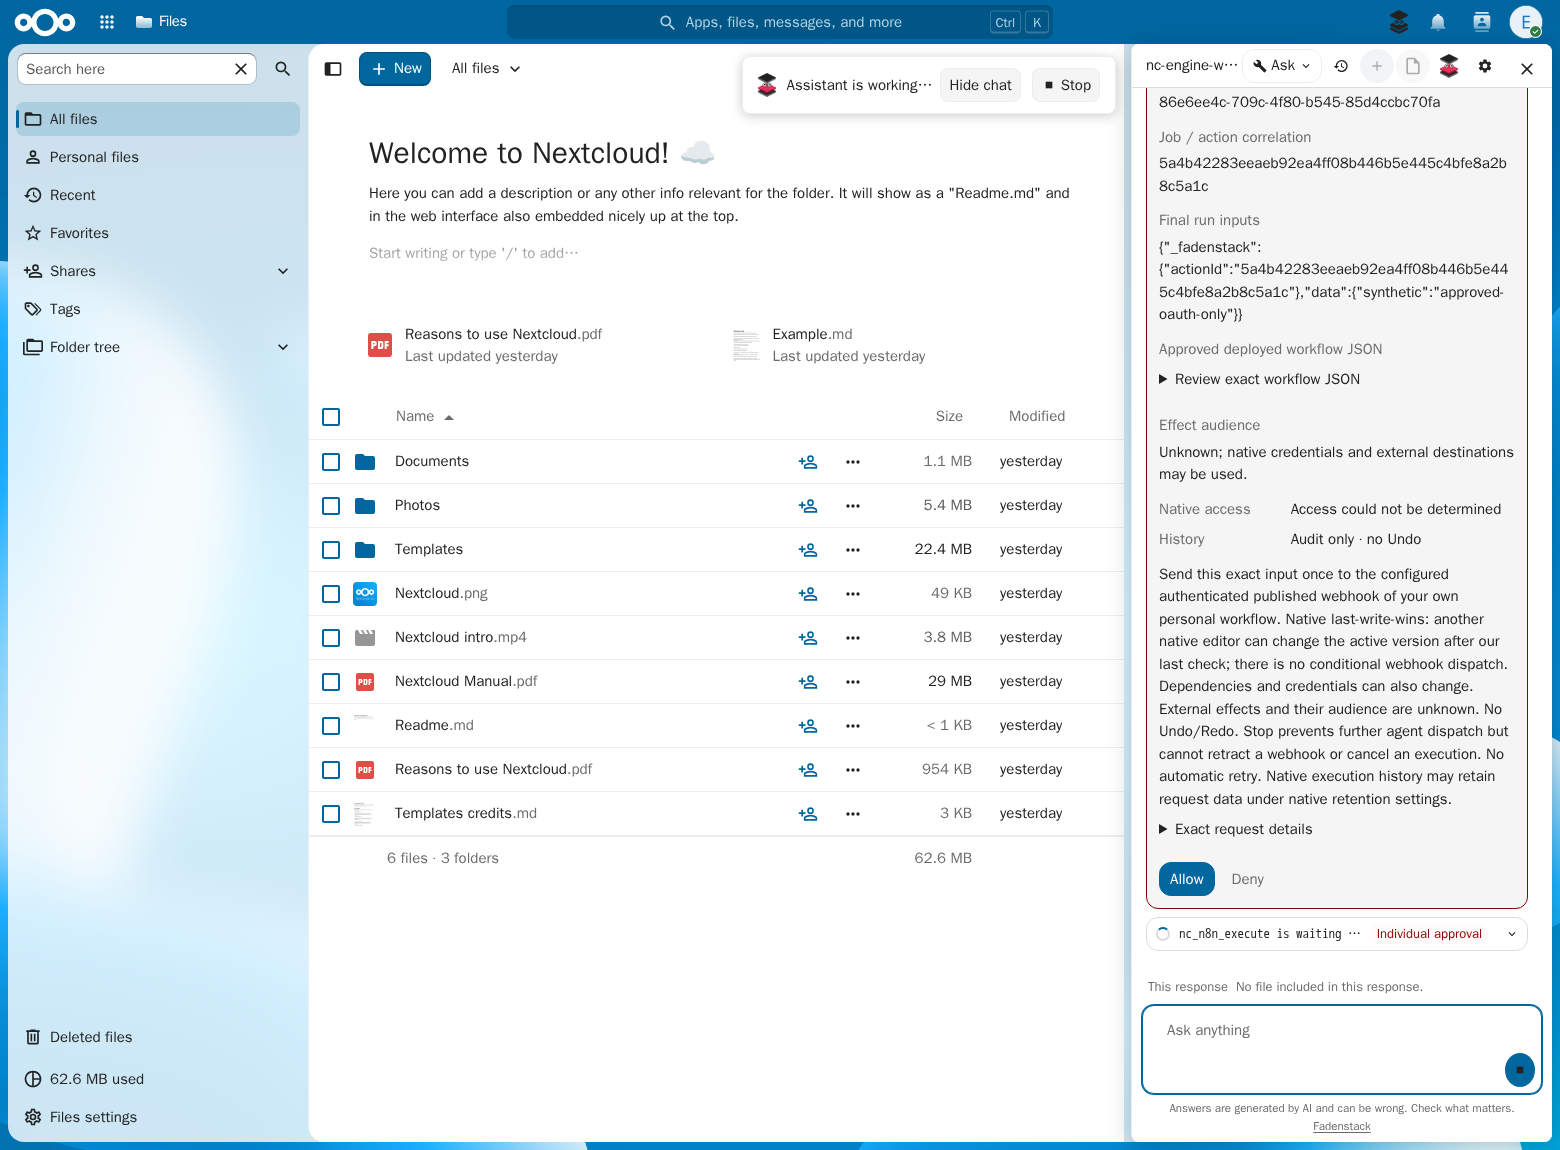 Files
Apps, files, messages, and more
Ctrl
K
E
Search here
All files
Personal files
Recent
Favorites
Shares
Tags
Folder tree
Deleted files
62.6 MB used
Files settings
New
All files
Assistant is working…
Hide chat
Stop
Welcome to Nextcloud! ☁️
Here you can add a description or any other info relevant for the folder. It will show as a "Readme.md" and
in the web interface also embedded nicely up at the top.
Start writing or type '/' to add…
Reasons to use Nextcloud.pdf
Last updated yesterday
Example.md
Last updated yesterday
Name Size Modified
Documents 1.1 MB yesterday
Photos 5.4 MB yesterday
Templates 22.4 MB yesterday
Nextcloud.png 49 KB yesterday
Nextcloud intro.mp4 3.8 MB yesterday
PDF Nextcloud Manual.pdf 29 MB yesterday
Readme.md < 1 KB yesterday
PDF Reasons to use Nextcloud.pdf 954 KB yesterday
Templates credits.md 3 KB yesterday
6 files · 3 folders 62.6 MB
nc-engine-w…
Ask
86e6ee4c-709c-4f80-b545-85d4ccbc70fa
Job / action correlation
5a4b42283eeaeb92ea4ff08b446b5e445c4bfe8a2b
8c5a1c
Final run inputs
{"_fadenstack":
{"actionId":"5a4b42283eeaeb92ea4ff08b446b5e44
5c4bfe8a2b8c5a1c"},"data":{"synthetic":"approved-
oauth-only"}}
Approved deployed workflow JSON
Review exact workflow JSON
Effect audience
Unknown; native credentials and external destinations
may be used.
Native access Access could not be determined
History Audit only · no Undo
Send this exact input once to the configured
authenticated published webhook of your own
personal workflow. Native last-write-wins: another
native editor can change the active version after our
last check; there is no conditional webhook dispatch.
Dependencies and credentials can also change.
External effects and their audience are unknown. No
Undo/Redo. Stop prevents further agent dispatch but
cannot retract a webhook or cancel an execution. No
automatic retry. Native execution history may retain
request data under native retention settings.
Exact request details
Allow
Deny
nc_n8n_execute is waiting … Individual approval
This response No file included in this response.
Ask anything
Answers are generated by AI and can be wrong. Check what matters.
Fadenstack